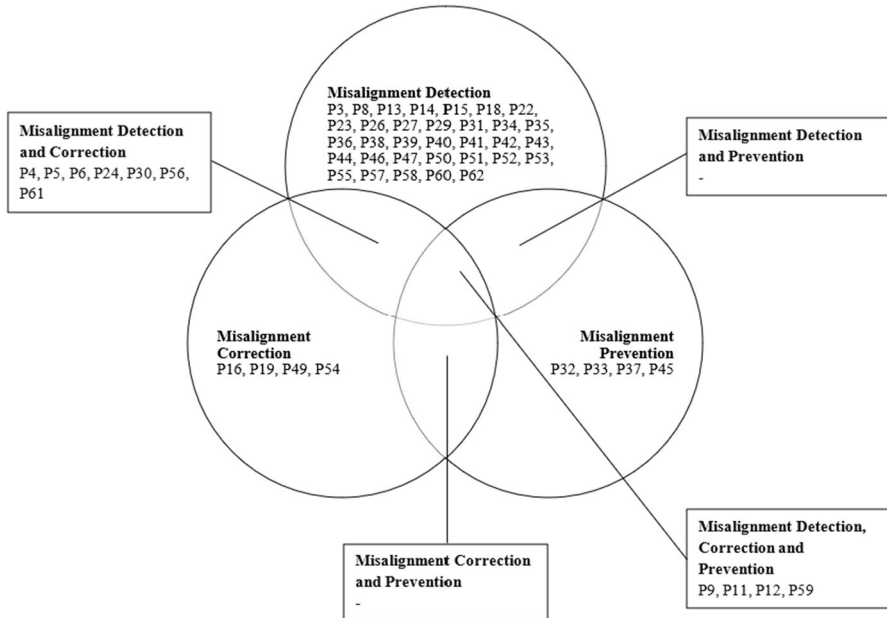 Misalignment Detection
P3, P8, P13, P14, P15, P18, P22,
P23, P26, P27, P29, P31, P34, P35,
P36, P38, P39, P40, P41, P42, P43,
P44, P46, P47, P50, P51, P52, P53,
P55, P57, P58, P60, P62
Misalignment Detection
and Correction
P4, P5, P6, P24, P30, P56,
P61
Misalignment Detection
and Prevention
-
Misalignment
Correction
P16, P19, P49, P54
Misalignment
Prevention
P32, P33, P37, P45
Misalignment Correction
and Prevention
-
Misalignment Detection,
Correction and
Prevention
P9, P11, P12, P59